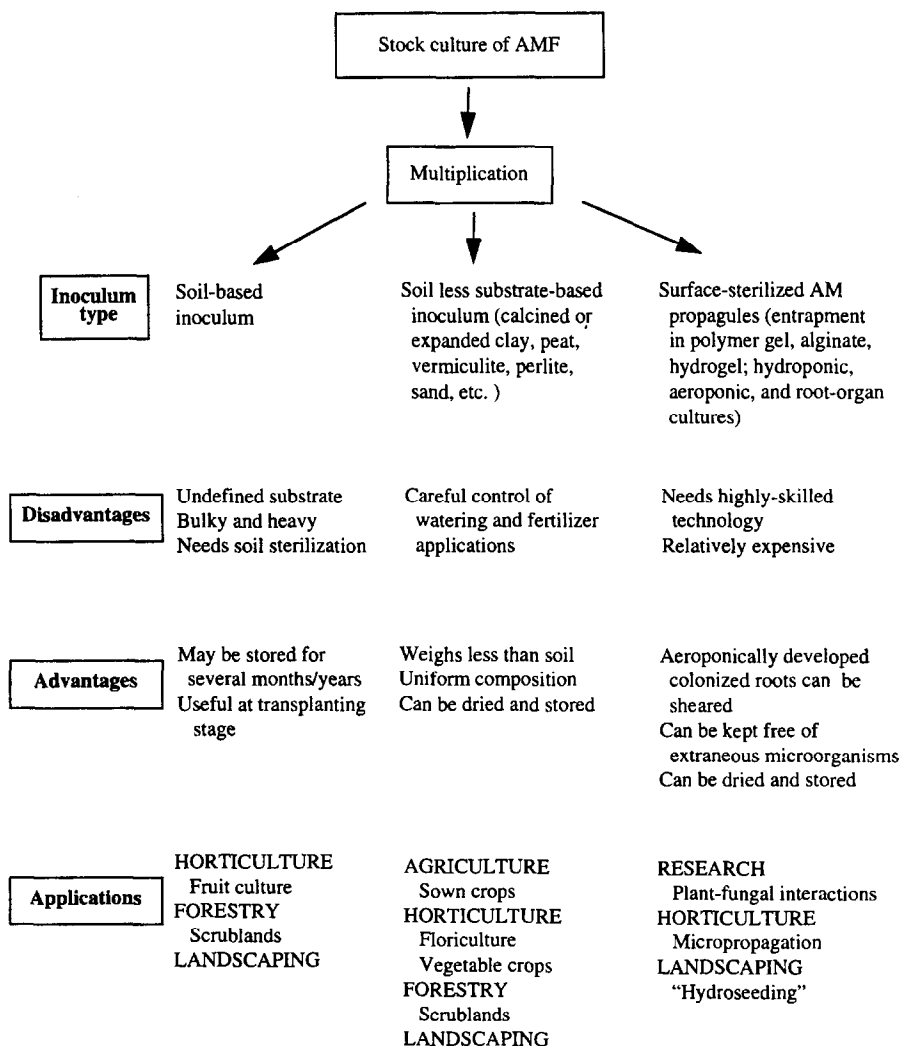 Stock culture of AMF
Multiplication
Inoculum
type
Soil-based
inoculum
Soil less substrate-based
inoculum (calcined or
expanded clay, peat,
vermiculite, perlite,
sand, etc. )
Surface-sterilized AM
propagules (entrapment
in polymer gel, alginate,
hydrogel; hydroponic,
aeroponic, and root-organ
cultures)
Disadvantages
Undefined substrate
Bulky and heavy
Needs soil sterilization
Careful control of
watering and fertilizer
applications
Needs highly-skilled
technology
Relatively expensive
Advantages
May be stored for
several months/years
Useful at transplanting
stage
Weighs less than soil
Uniform composition
Can be dried and stored
Aeroponically developed
colonized roots can be
sheared
Can be kept free of
extraneous microorganisms
Can be dried and stored
Applications
HORTICULTURE
Fruit culture
FORESTRY
Scrublands
LANDSCAPING
AGRICULTURE
Sown crops
HORTICULTURE
Floriculture
Vegetable crops
FORESTRY
Scrublands
LANDSCAPING
RESEARCH
Plant-fungal interactions
HORTICULTURE
Micropropagation
LANDSCAPING
“Hydroseeding”